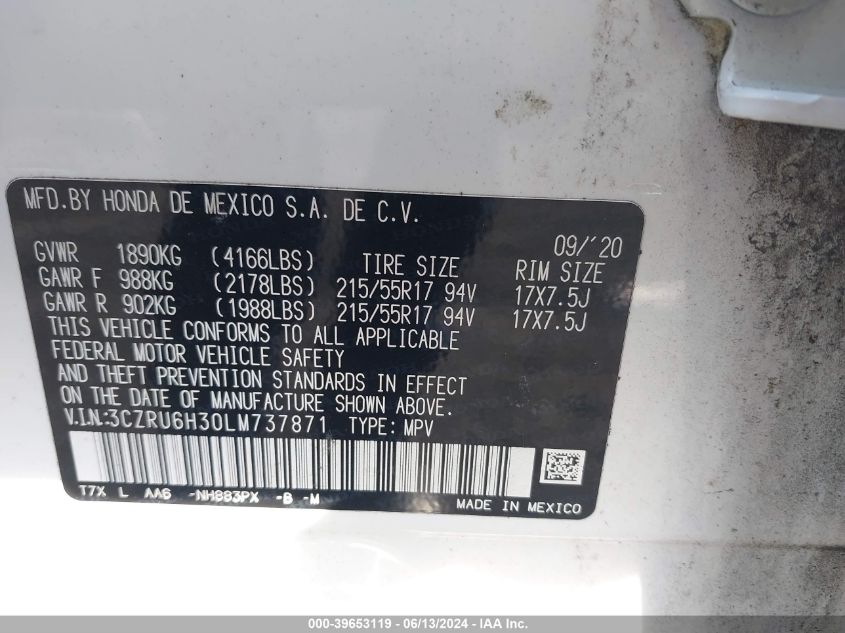 MFD.BY HONDA DE MEXICO S.A. DE C.V.
09/'20
GVWR 1890KG (4166LBS) TIRE SIZE RIM SIZE
GAWR F 988KG (2178LBS) 215/55R17 94V 17X7.5J
GAWR R 902KG (1988LBS) 215/55R17 94V 17X7.5J
THIS VEHICLE CONFORMS TO ALL APPLICABLE
FEDERAL MOTOR VEHICLE SAFETY
AND THEFT PREVENTION STANDARDS IN EFFECT
ON THE DATE OF MANUFACTURE SHOWN ABOVE.
V.I.N:3CZRU6H30LM737871 TYPE: MPV
T7X L AA6 -NH883PX -B -M
MADE IN MEXICO
000-39653119 - 06/13/2024 - IAA Inc.